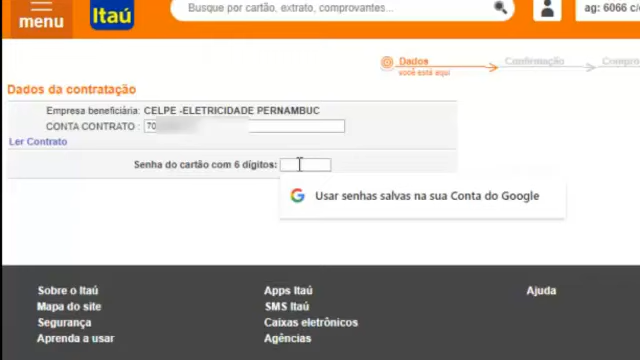 menu
Itaú
Busque por cartão, extrato, comprovantes...
ag: 6066 c/
@ Dados
você está aqui
Confirmação
Compro
Dados da contratação
Empresa beneficiária: CELPE -ELETRICIDADE PERNAMBUC
CONTA CONTRATO : 70
Ler Contrato
Senha do cartão com 6 dígitos:
Usar senhas salvas na sua Conta do Google
Sobre o Itaú
Apps Itaú
Ajuda
Mapa do site
SMS Itaú
Segurança
Caixas eletrônicos
Aprenda a usar
Agências